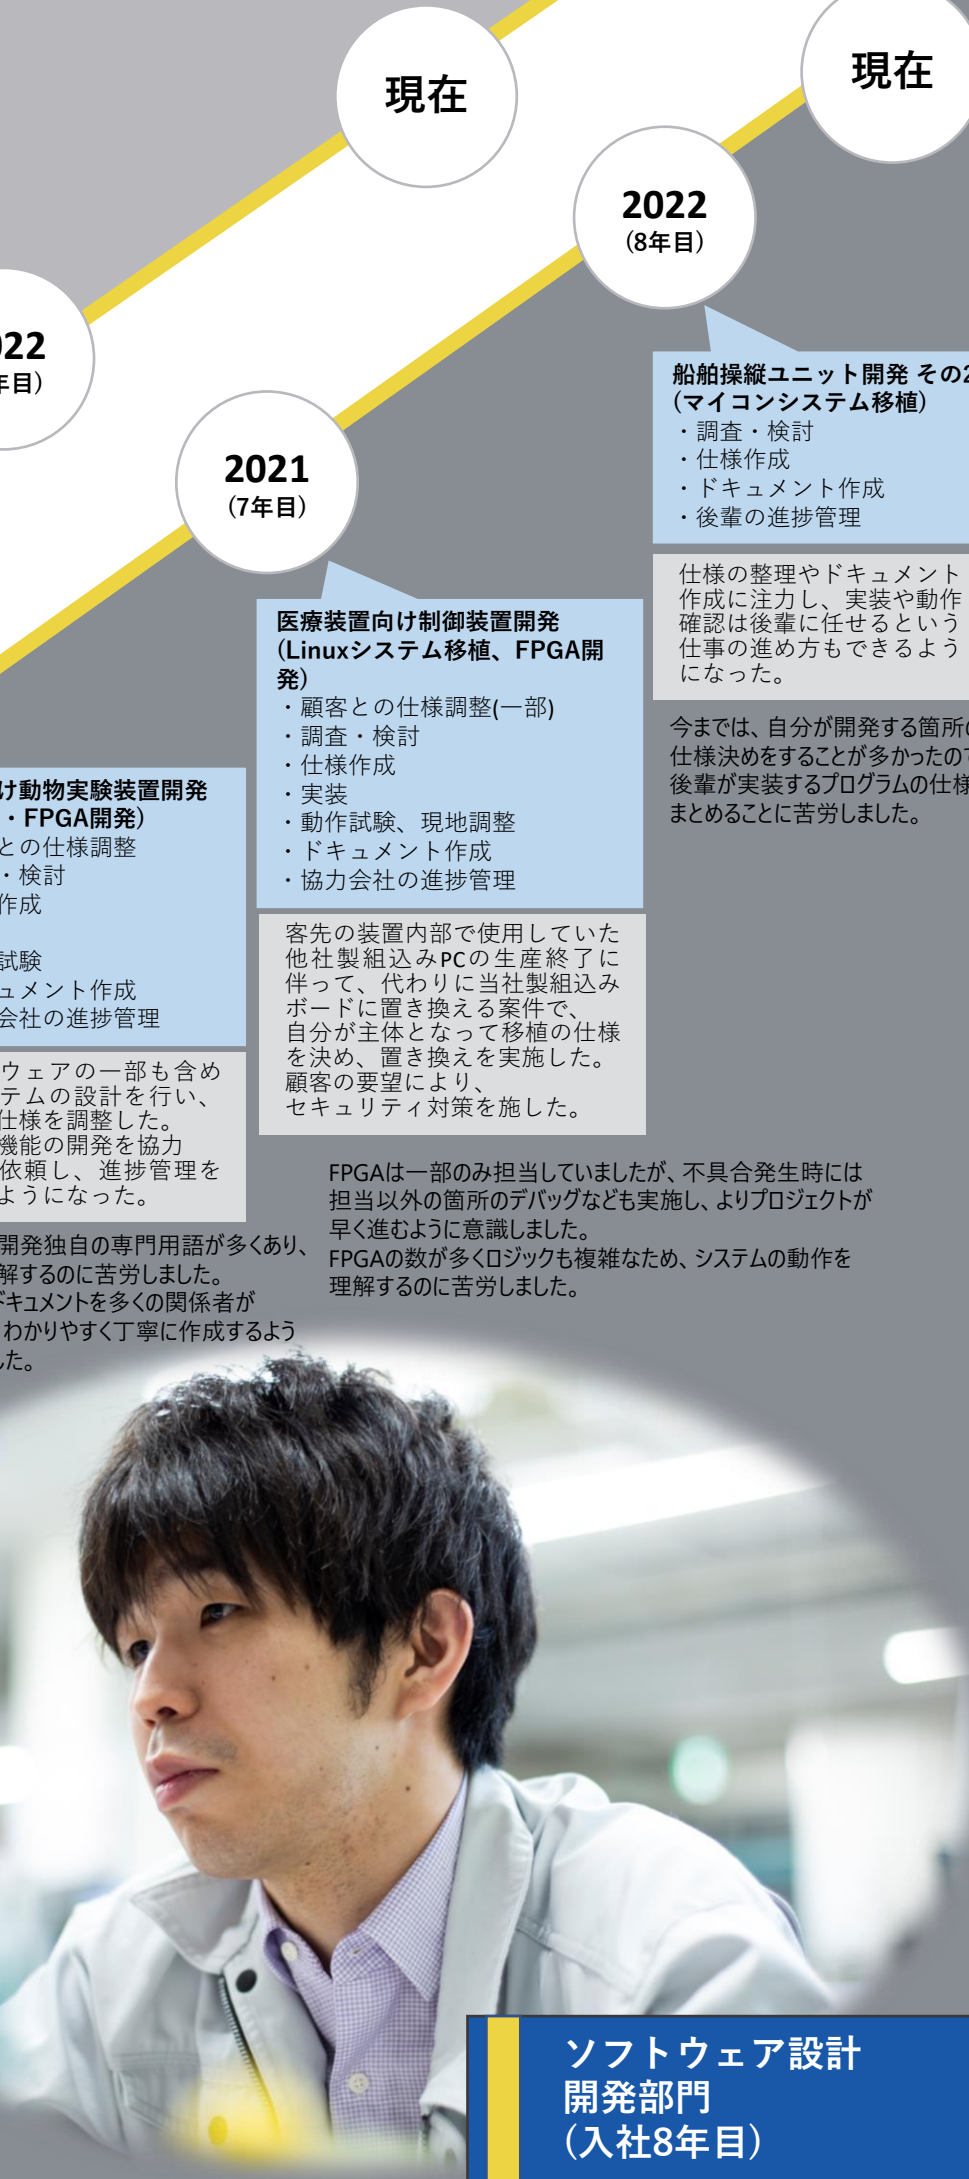 現在
現在
2022
(8年目)
022
年目)
2021
(7年目)
船舶操縦ユニット開発 その2
(マイコンシステム移植)
・調査・検討
・仕様作成
・ドキュメント作成
・後輩の進捗管理
仕様の整理やドキュメント
作成に注力し、実装や動作
確認は後輩に任せるという
仕事の進め方もできるよう
になった。
今までは、自分が開発する箇所の
仕様決めをすることが多かったので
後輩が実装するプログラムの仕様
まとめることに苦労しました。
医療装置向け制御装置開発
(Linuxシステム移植、FPGA開
発)
・顧客との仕様調整(一部)
・調査・検討
・仕様作成
・実装
・動作試験、現地調整
・ドキュメント作成
・協力会社の進捗管理
客先の装置内部で使用していた
他社製組込みPCの生産終了に
伴って、代わりに当社製組込み
ボードに置き換える案件で、
自分が主体となって移植の仕様
を決め、置き換えを実施した。
顧客の要望により、
セキュリティ対策を施した。
FPGAは一部のみ担当していましたが、不具合発生時には
担当以外の箇所のデバッグなども実施し、よりプロジェクトが
早く進むように意識しました。
FPGAの数が多くロジックも複雑なため、システムの動作を
理解するのに苦労しました。
け動物実験装置開発
・FPGA開発)
との仕様調整
・検討
作成
試験
ュメント作成
会社の進捗管理
ウェアの一部も含め
テムの設計を行い、
仕様を調整した。
機能の開発を協力
依頼し、進捗管理を
ようになった。
開発独自の専門用語が多くあり、
解するのに苦労しました。
ドキュメントを多くの関係者が
わかりやすく丁寧に作成するよう
した。
ソフトウェア設計
開発部門
(入社8年目)